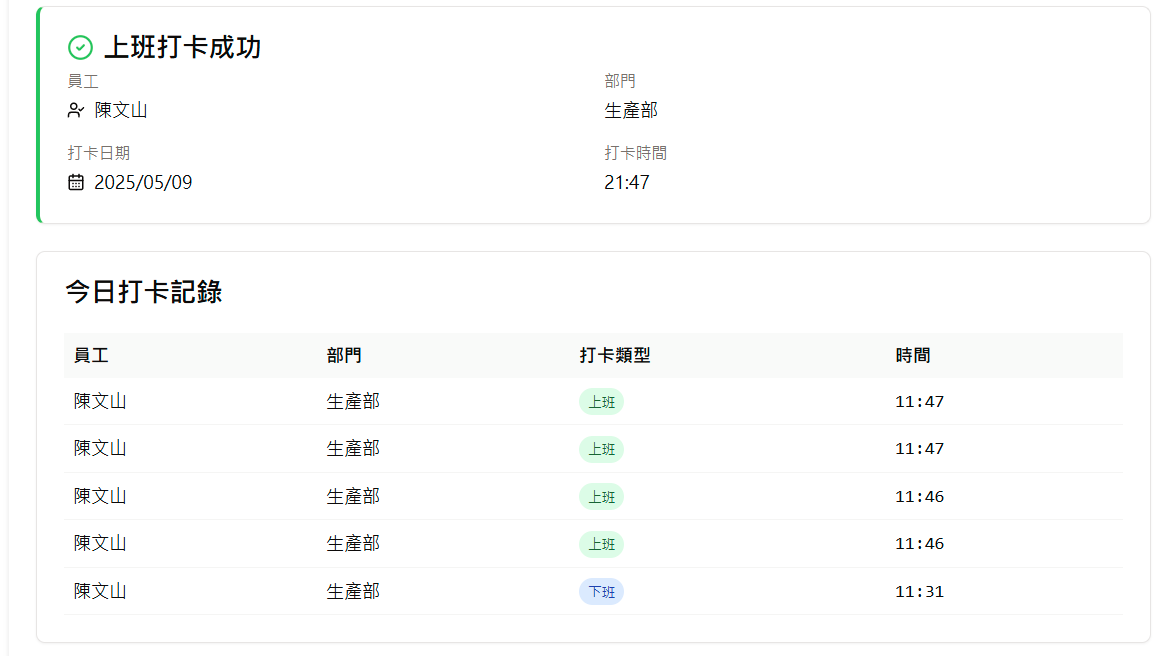 上班打卡成功
員工 部門
陳文山 生產部
打卡日期 打卡時間
2025/05/09 21:47
今日打卡記錄
員工 部門 打卡類型 時間
陳文山 生產部 上班 11:47
陳文山 生產部 上班 11:47
陳文山 生產部 上班 11:46
陳文山 生產部 上班 11:46
陳文山 生產部 下班 11:31